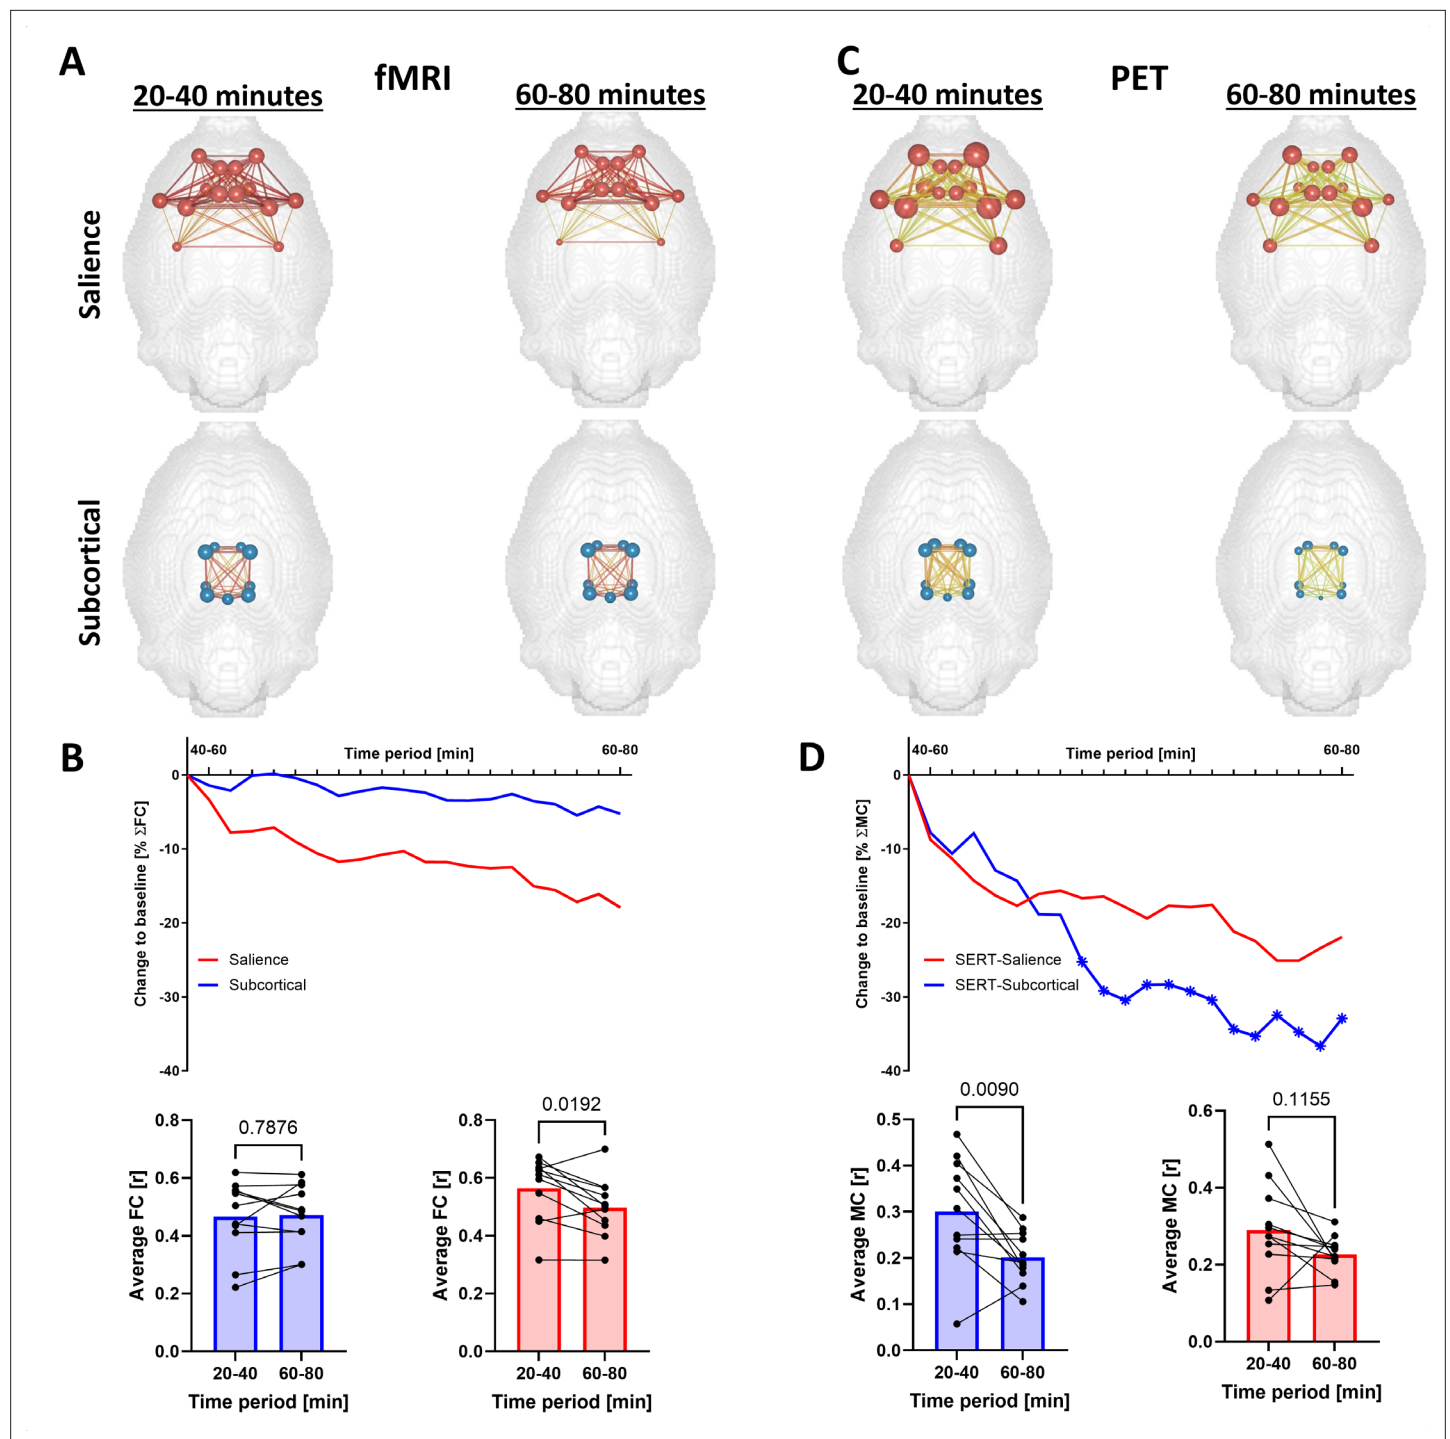 A
fMRI
20-40 minutes
60-80 minutes
C
PET
20-40 minutes
60-80 minutes
Salience
Subcortical
B
40-60
Time period [min]
60-80
Change to baseline [% ΣFC]
0
-10
-20
-30
-40
Salience
Subcortical
D
40-60
Time period [min]
60-80
Change to baseline [% ΣMC]
0
-10
-20
-30
-40
SERT-Salience
SERT-Subcortical
0.7876
Average FC [r]
0.8
0.6
0.4
0.2
0.0
20-40
60-80
Time period [min]
0.0192
Average FC [r]
0.8
0.6
0.4
0.2
0.0
20-40
60-80
Time period [min]
0.0090
Average MC [r]
0.5
0.4
0.3
0.2
0.1
0.0
20-40
60-80
Time period [min]
0.1155
Average MC [r]
0.6
0.4
0.2
0.0
20-40
60-80
Time period [min]